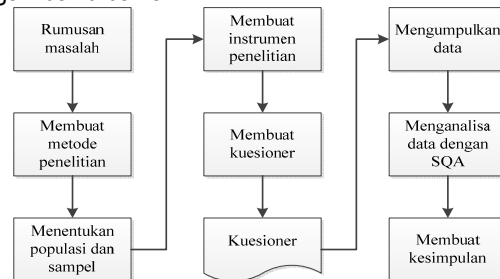 Rumusan
masalah
Membuat
metode
penelitian
Menentukan
populasi dan
sampel
Membuat
instrumen
penelitian
Membuat
kuesioner
Kuesioner
Mengumpulkan
data
Menganalisa
data dengan
SQA
Membuat
kesimpulan